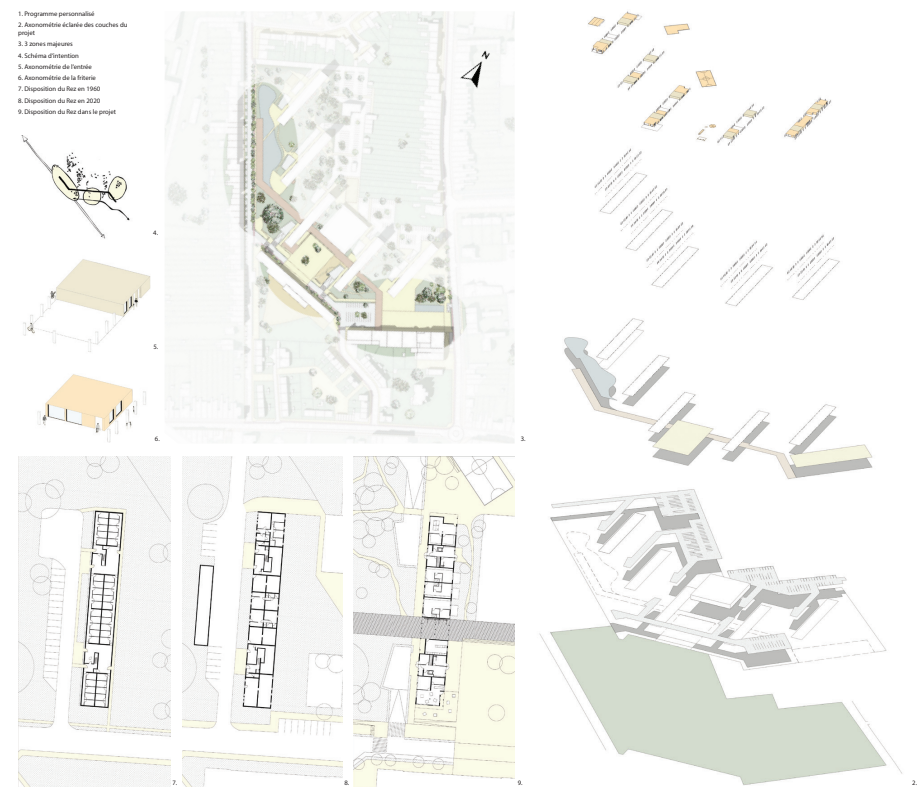 1. Programme personnalisé
2. Axonométrie éclarée des couches du
projet
3. 3 zones majeures
4. Schéma d'intention
5. Axonométrie de l'entrée
6. Axonométrie de la friterie
7. Disposition du Rez en 1960
8. Disposition du Rez en 2020
9. Disposition du Rez dans le projet
N
4.
5.
6.
3.
7.
8.
9.
2.